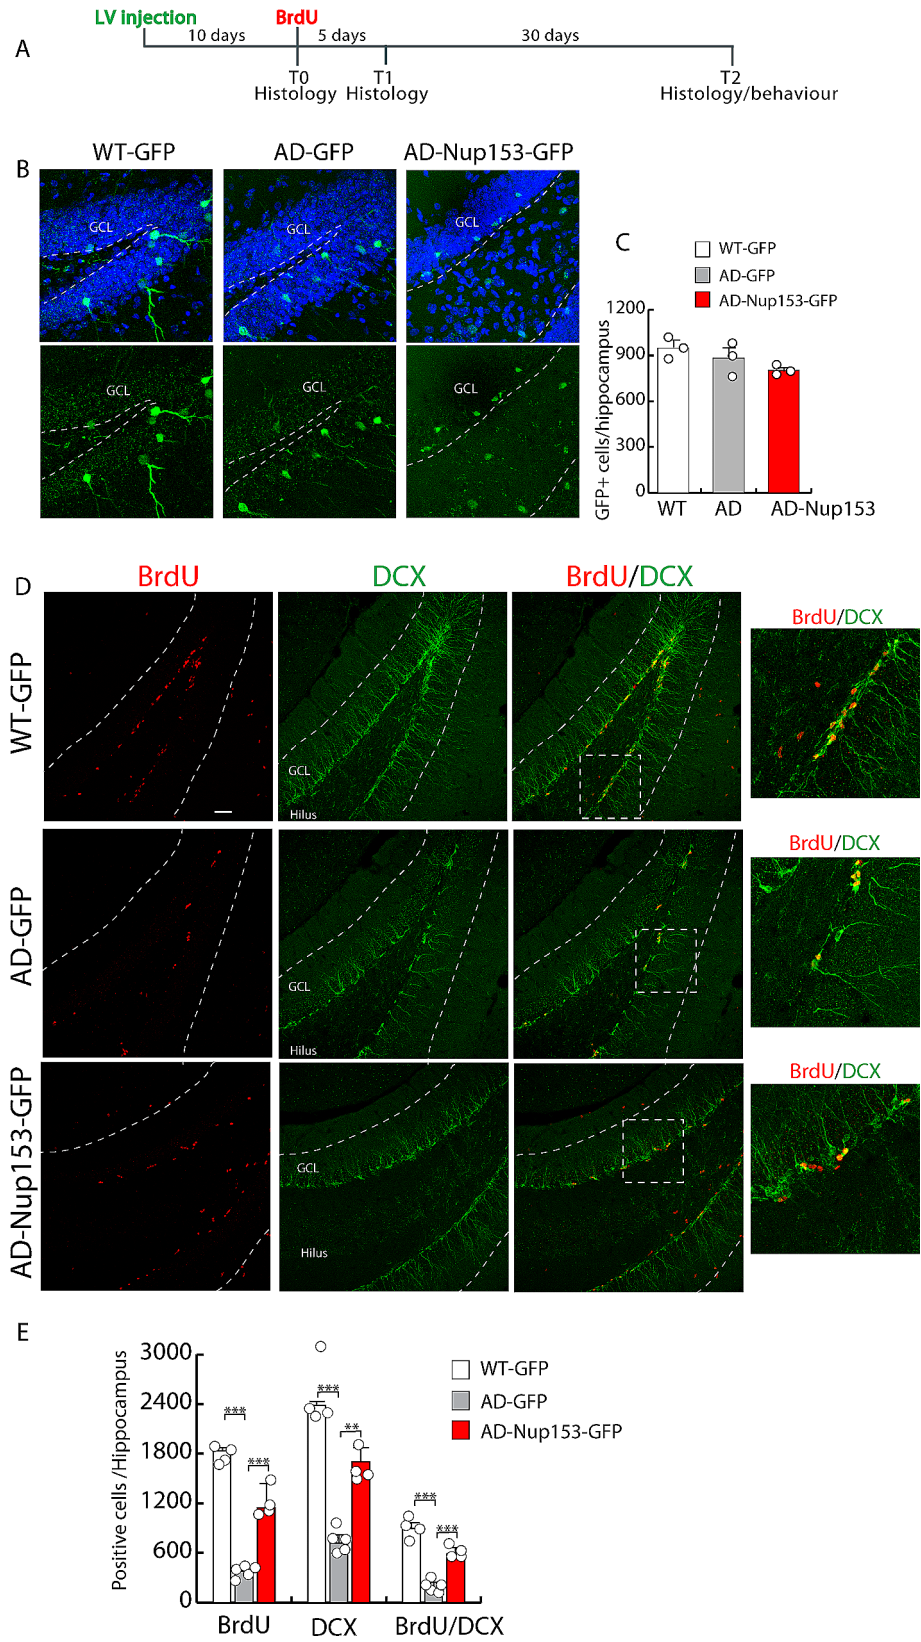 A
LV injection
BrdU
10 days
5 days
30 days
T0
Histology
T1
Histology
T2
Histology/behaviour
B
WT-GFP
AD-GFP
AD-Nup153-GFP
GCL
GCL
GCL
GCL
GCL
GCL
C
WT-GFP
AD-GFP
AD-Nup153-GFP
GFP+ cells/hippocampus
1200
900
600
300
0
WT
AD
AD-Nup153
D
BrdU
DCX
BrdU/DCX
WT-GFP
GCL
Hilus
BrdU/DCX
AD-GFP
GCL
Hilus
BrdU/DCX
AD-Nup153-GFP
GCL
Hilus
BrdU/DCX
E
Positive cells /Hippocampus
3000
2400
1800
1200
600
0
***
***
***
**
***
***
WT-GFP
AD-GFP
AD-Nup153-GFP
BrdU
DCX
BrdU/DCX